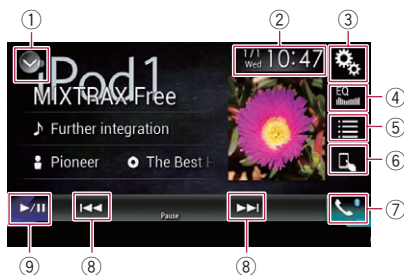 ① ② ③
iPod1
1/1 Wed 10:47
MIXTRAX Free
EQ ④
⑤
Further integration
⑥
Pioneer The Best H
Pause
⑦
⑨ ⑧ ⑧